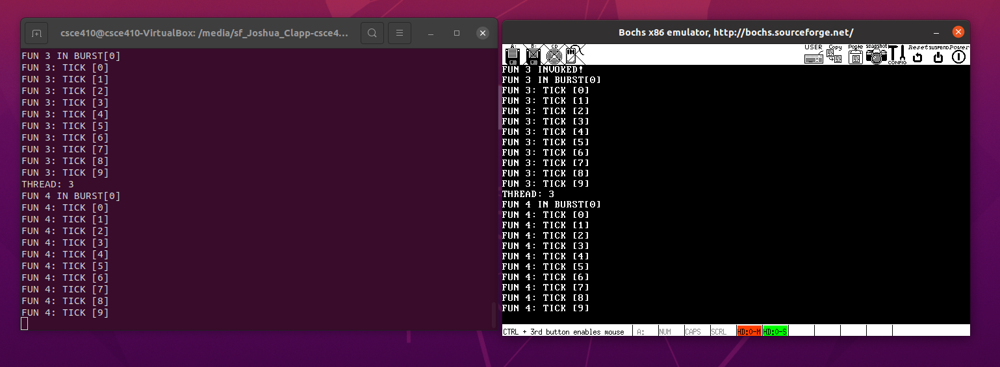 csce410@csce410-VirtualBox: /media/sf_Joshua_Clapp-csce4...
FUN 3 IN BURST[0]
FUN 3: TICK [0]
FUN 3: TICK [1]
FUN 3: TICK [2]
FUN 3: TICK [3]
FUN 3: TICK [4]
FUN 3: TICK [5]
FUN 3: TICK [6]
FUN 3: TICK [7]
FUN 3: TICK [8]
FUN 3: TICK [9]
THREAD: 3
FUN 4 IN BURST[0]
FUN 4: TICK [0]
FUN 4: TICK [1]
FUN 4: TICK [2]
FUN 4: TICK [3]
FUN 4: TICK [4]
FUN 4: TICK [5]
FUN 4: TICK [6]
FUN 4: TICK [7]
FUN 4: TICK [8]
FUN 4: TICK [9]
Bochs x86 emulator, http://bochs.sourceforge.net/
A: B: CD USER Copy Paste snapshot CONFIG Reset SUSPEND Power
FUN 3 INVOKED!
FUN 3 IN BURST[0]
FUN 3: TICK [0]
FUN 3: TICK [1]
FUN 3: TICK [2]
FUN 3: TICK [3]
FUN 3: TICK [4]
FUN 3: TICK [5]
FUN 3: TICK [6]
FUN 3: TICK [7]
FUN 3: TICK [8]
FUN 3: TICK [9]
THREAD: 3
FUN 4 IN BURST[0]
FUN 4: TICK [0]
FUN 4: TICK [1]
FUN 4: TICK [2]
FUN 4: TICK [3]
FUN 4: TICK [4]
FUN 4: TICK [5]
FUN 4: TICK [6]
FUN 4: TICK [7]
FUN 4: TICK [8]
FUN 4: TICK [9]
CTRL + 3rd button enables mouse A: NUM CAPS SCRL HD:0-M HD:0-S